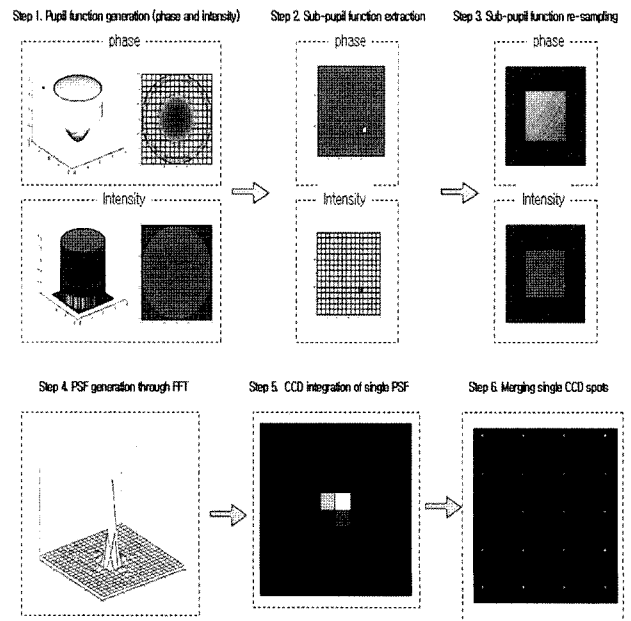 Step 1. Pupil function generation (phase and intensity)
Step 2. Sub-pupil function extraction
Step 3. Sub-pupil function re-sampling
phase
phase
phase
Intensity
Intensity
Intensity
Step 4. PSF generation through FFT
Step 5. CCD integration of single PSF
Step 6. Merging single CCD spots